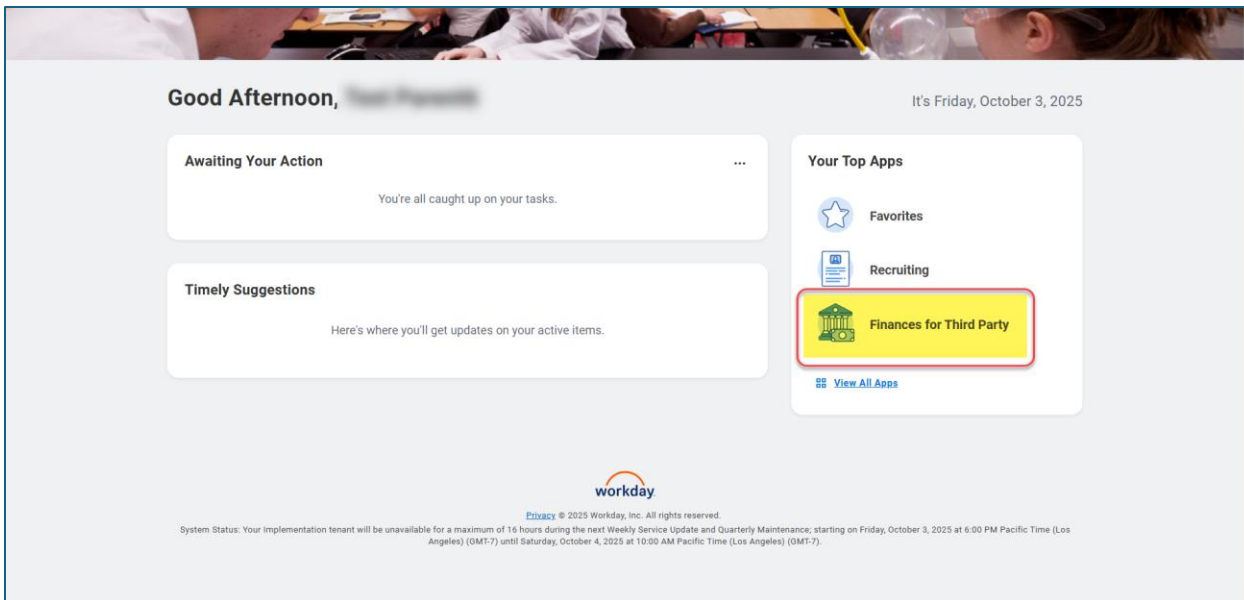 Good Afternoon,
It's Friday, October 3, 2025
Awaiting Your Action
...
You're all caught up on your tasks.
Timely Suggestions
Here's where you'll get updates on your active items.
Your Top Apps
Favorites
Recruiting
Finances for Third Party
View All Apps
workday
Privacy © 2025 Workday, Inc. All rights reserved.
System Status: Your Implementation tenant will be unavailable for a maximum of 16 hours during the next Weekly Service Update and Quarterly Maintenance; starting on Friday, October 3, 2025 at 6:00 PM Pacific Time (Los
Angeles) (GMT-7) until Saturday, October 4, 2025 at 10:00 AM Pacific Time (Los Angeles) (GMT-7).